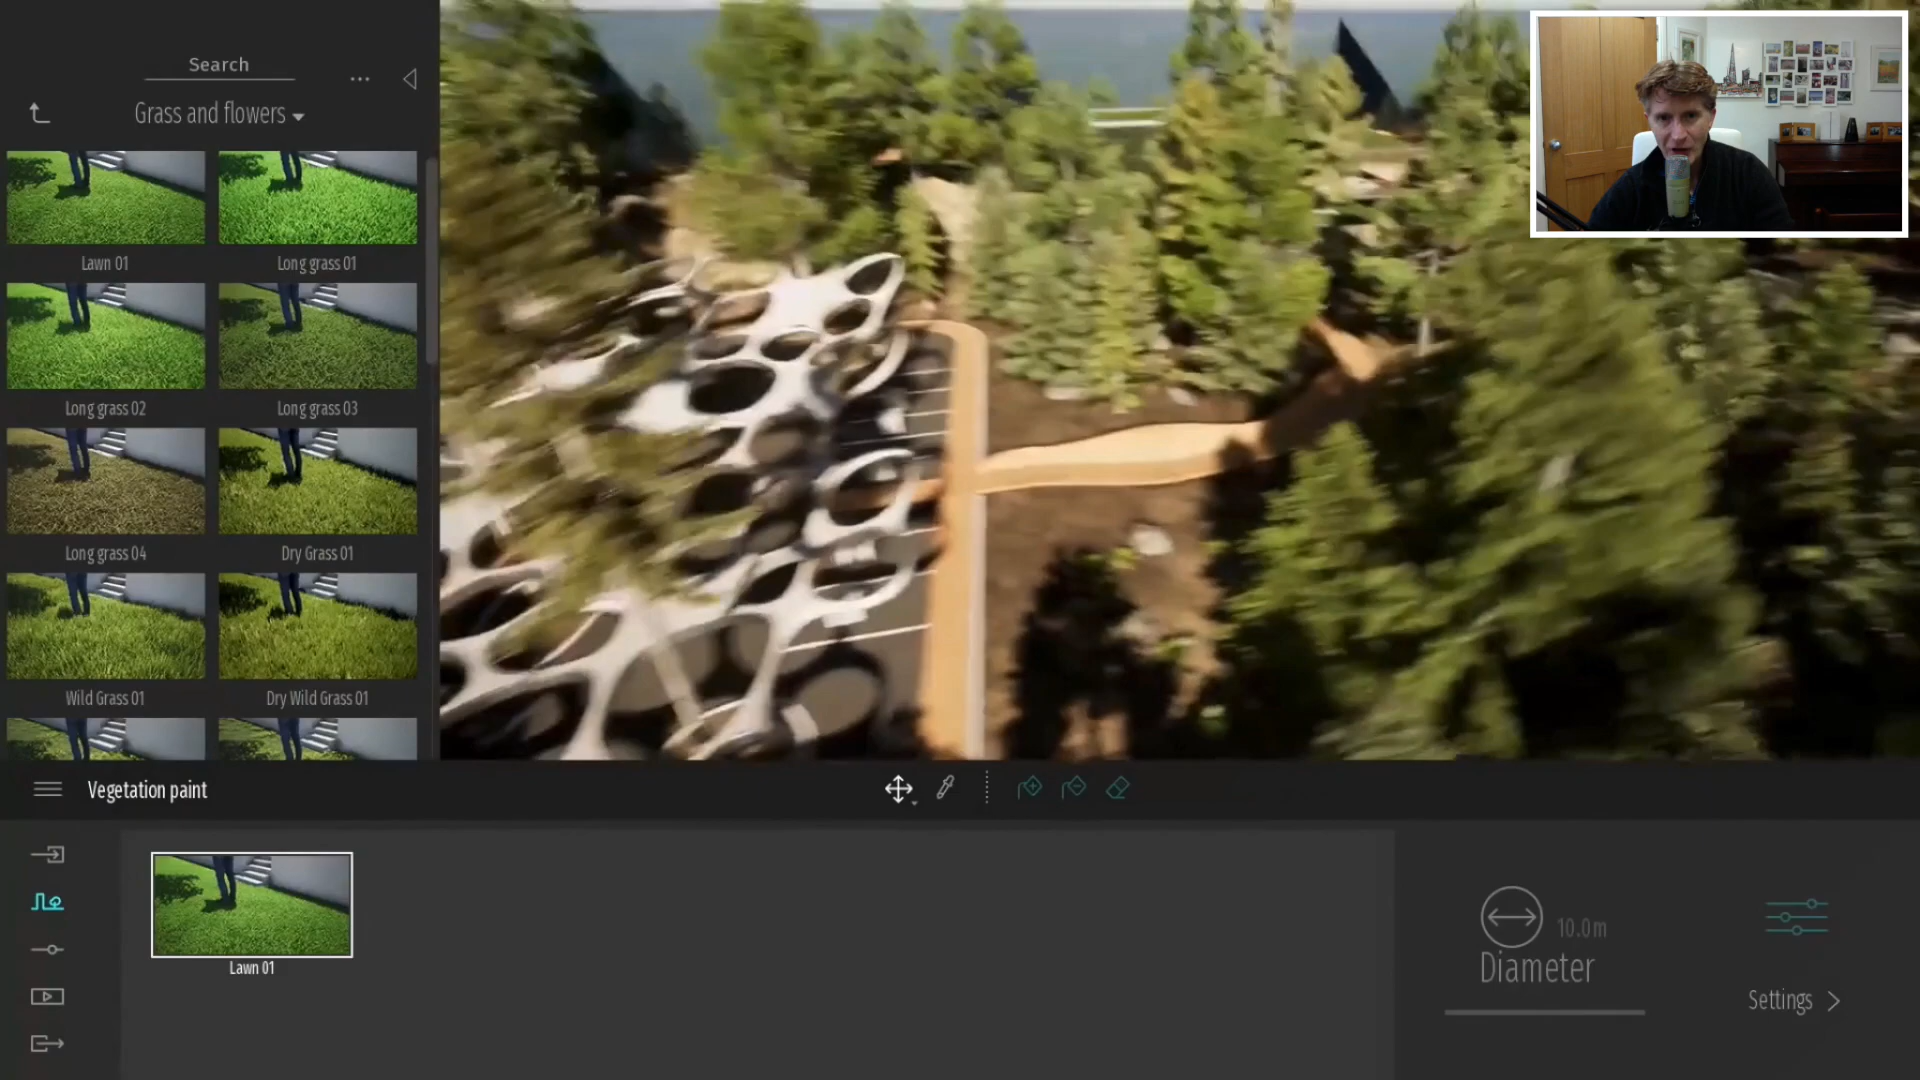 Search
...
Grass and flowers
Lawn 01
Long grass 01
Long grass 02
Long grass 03
Long grass 04
Dry Grass 01
Wild Grass 01
Dry Wild Grass 01
Vegetation paint
Lawn 01
10.0m
Diameter
Settings